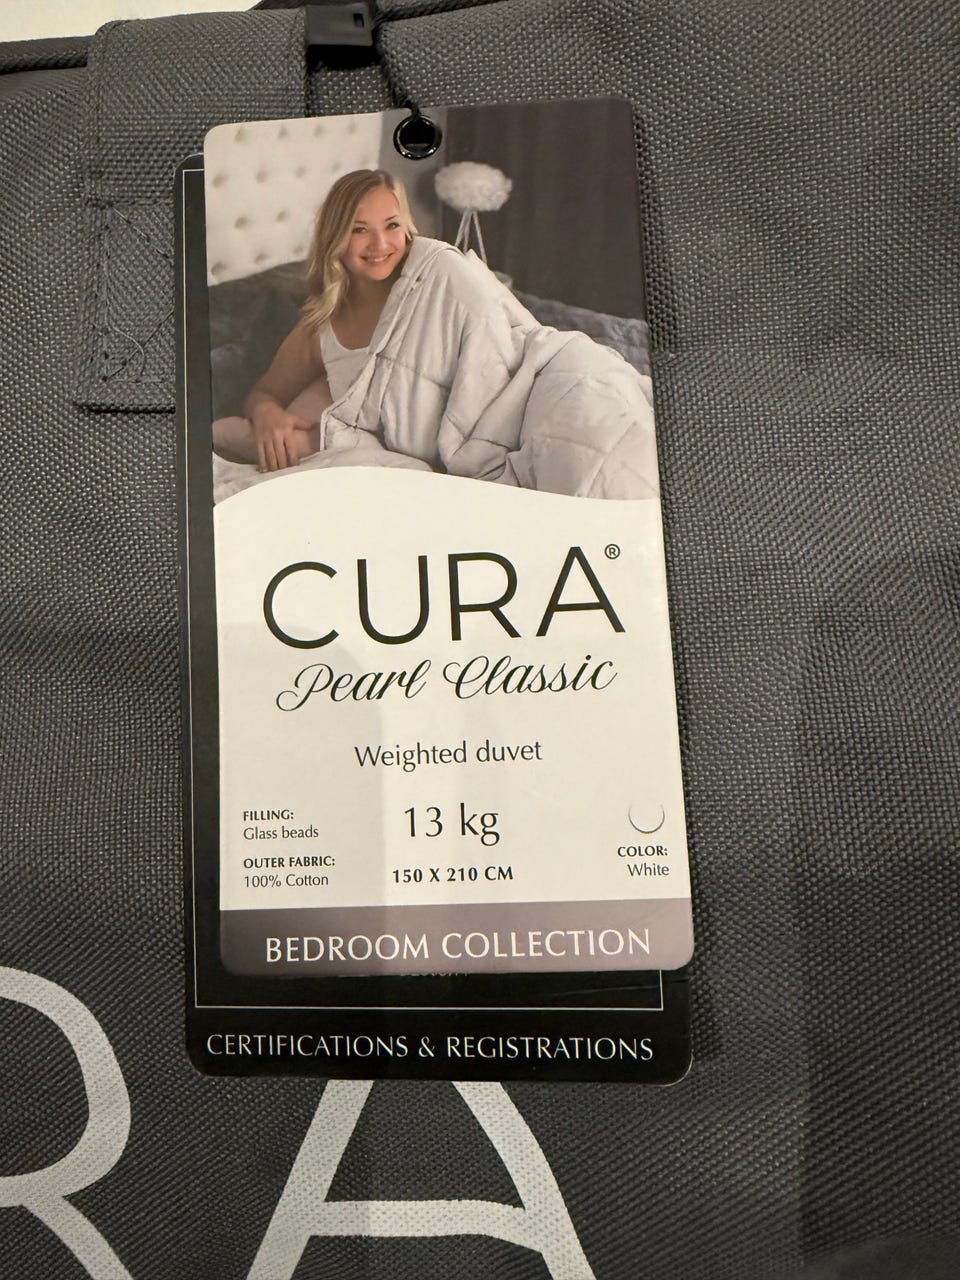 CURA®
Pearl Classic
Weighted duvet
FILLING:
Glass beads
OUTER FABRIC:
100% Cotton
13 kg
150 X 210 CM
COLOR:
White
BEDROOM COLLECTION
CERTIFICATIONS & REGISTRATIONS
RA